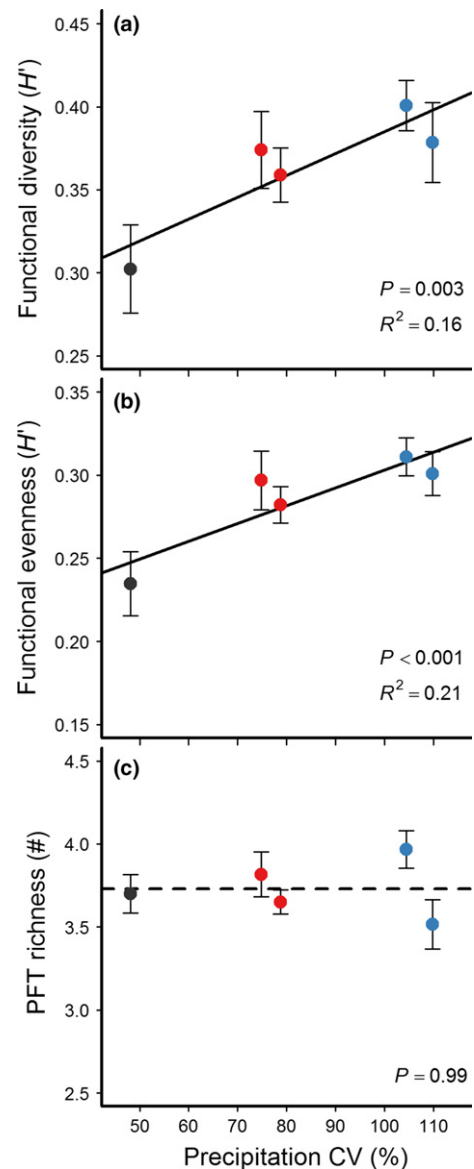 (a)
Functional diversity (H')
0.40
0.35
0.30
0.25
P = 0.003
R² = 0.16
(b)
Functional evenness (H')
0.35
0.30
0.25
0.20
0.15
P < 0.001
R² = 0.21
(c)
PFT richness (#)
4.5
4.0
3.5
3.0
2.5
P = 0.99
50 60 70 80 90 100 110
Precipitation CV (%)